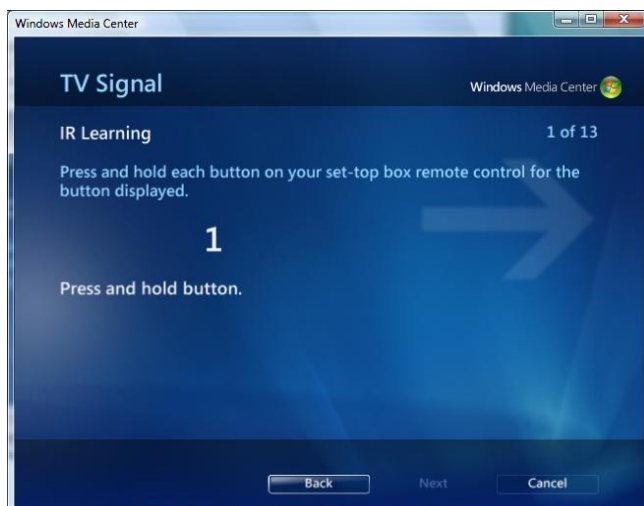 Windows Media Center
TV Signal
Windows Media Center
IR Learning
1 of 13
Press and hold each button on your set-top box remote control for the
button displayed.
1
Press and hold button.
Back
Next
Cancel